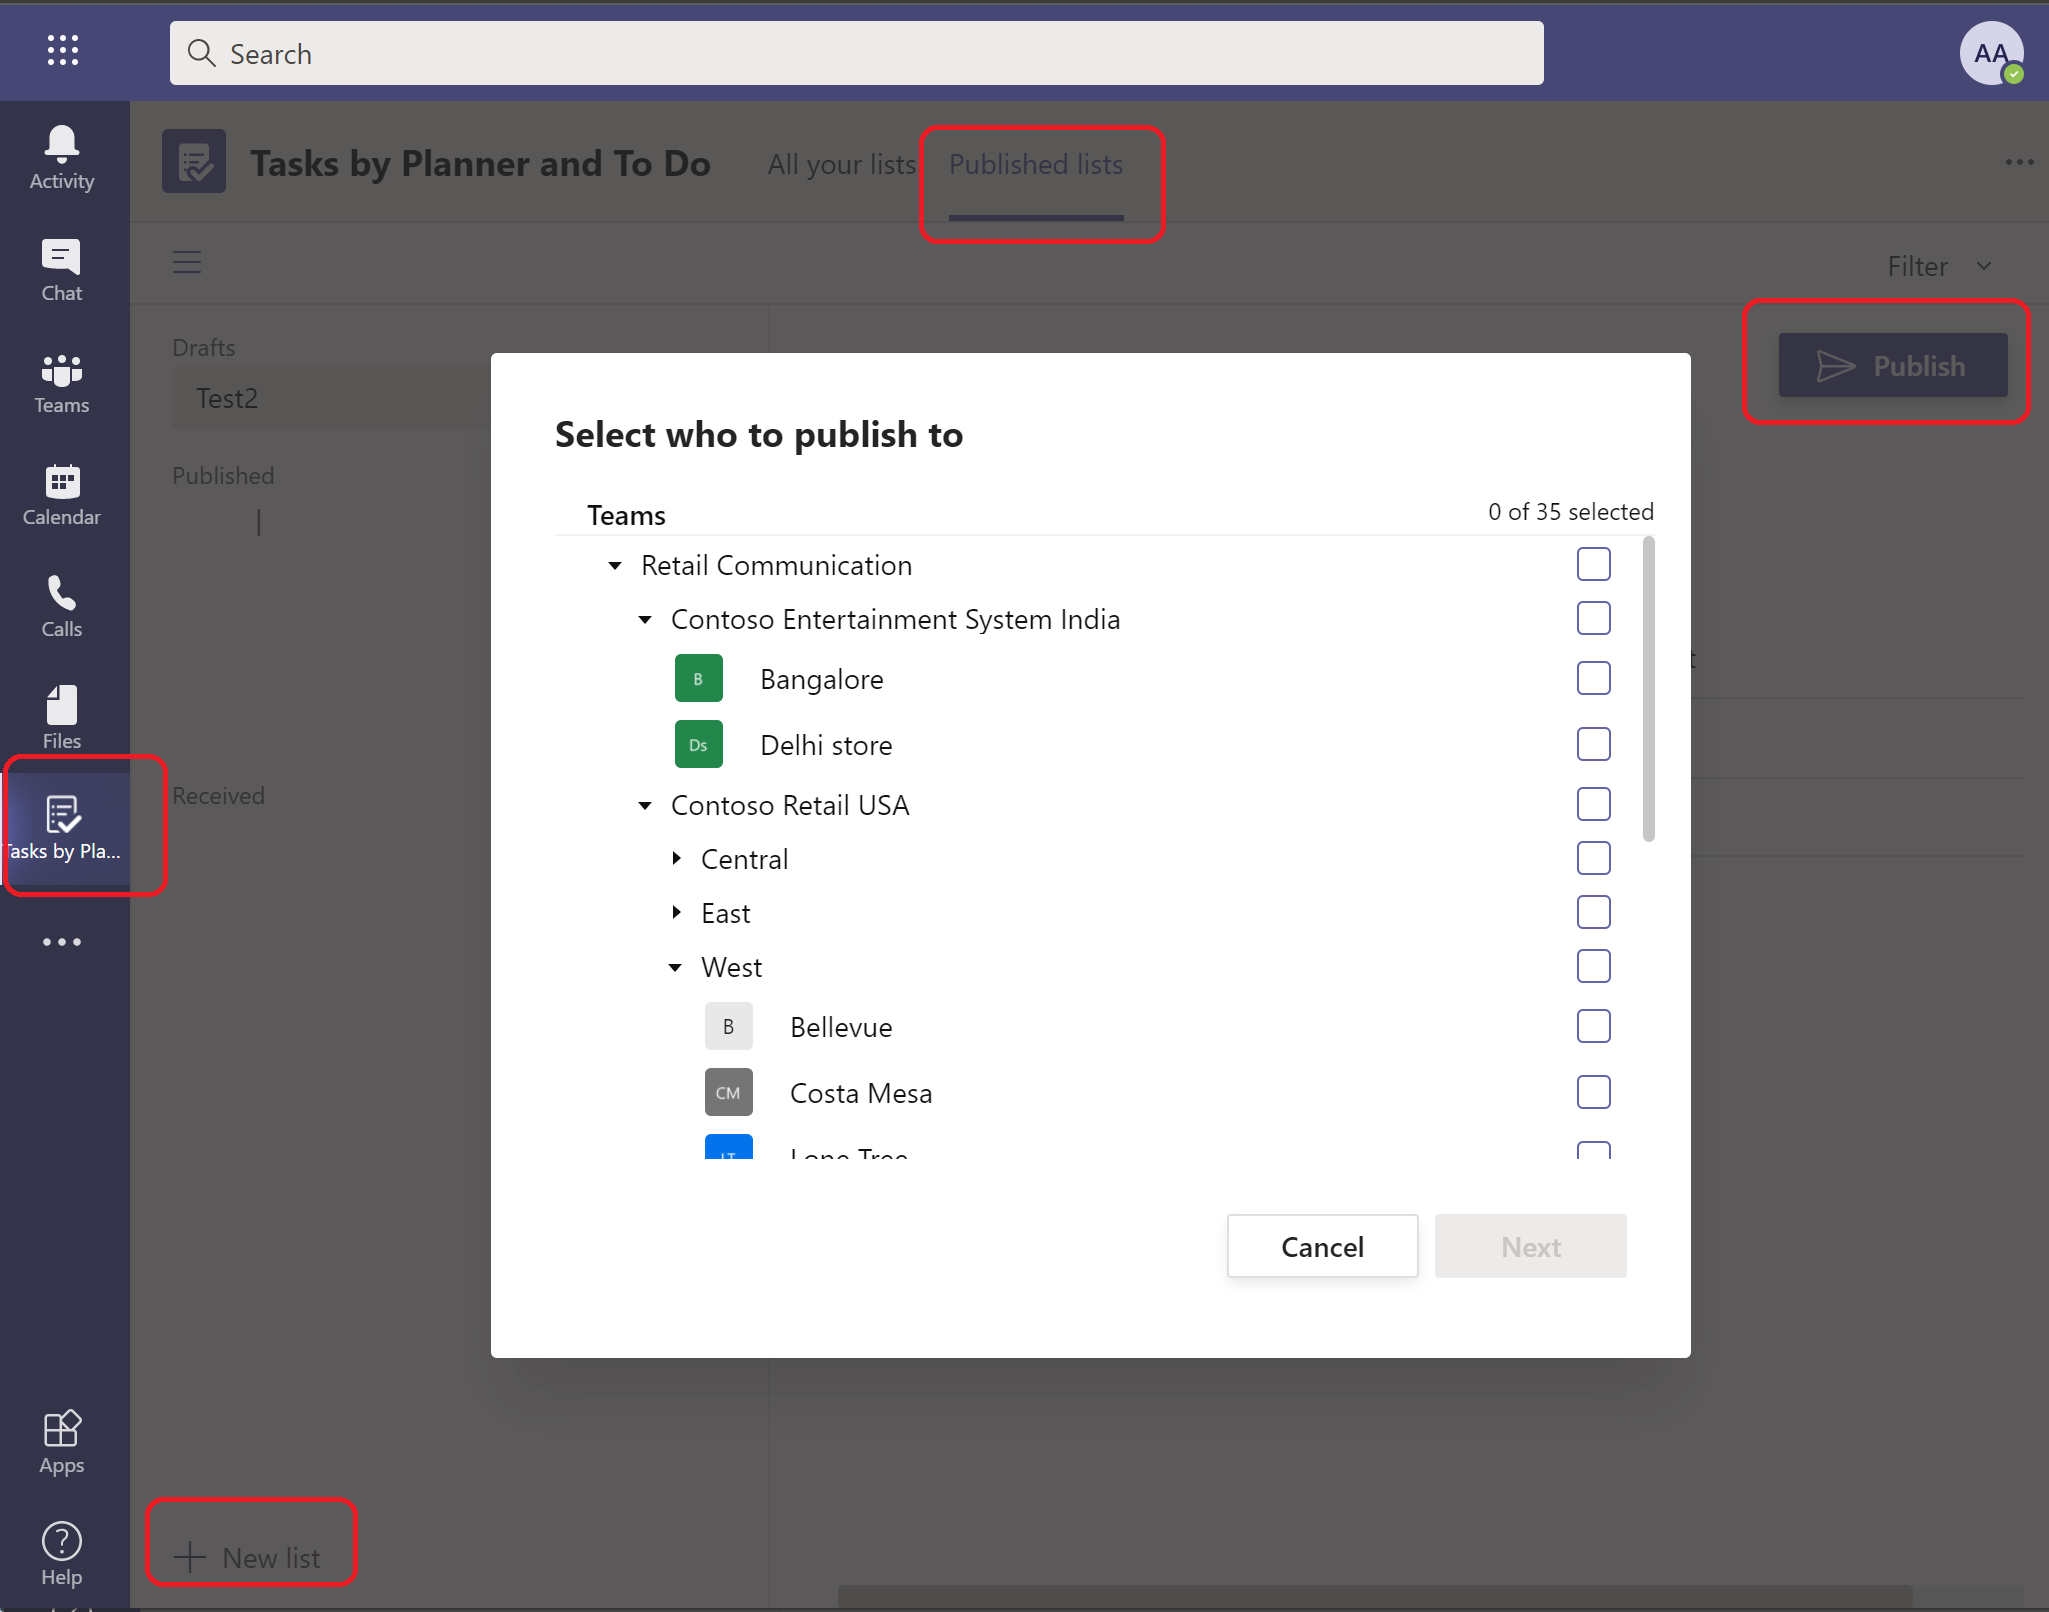 Search
AA
Activity
Chat
Teams
Calendar
Calls
Files
Tasks by Pla...
Apps
Help
Tasks by Planner and To Do
All your lists
Published lists
Filter
Drafts
Test2
Published
Received
New list
Publish
Select who to publish to
Teams
0 of 35 selected
Retail Communication
Contoso Entertainment System India
B Bangalore
Ds Delhi store
Contoso Retail USA
Central
East
West
B Bellevue
CM Costa Mesa
LT Lone Tree
Cancel
Next